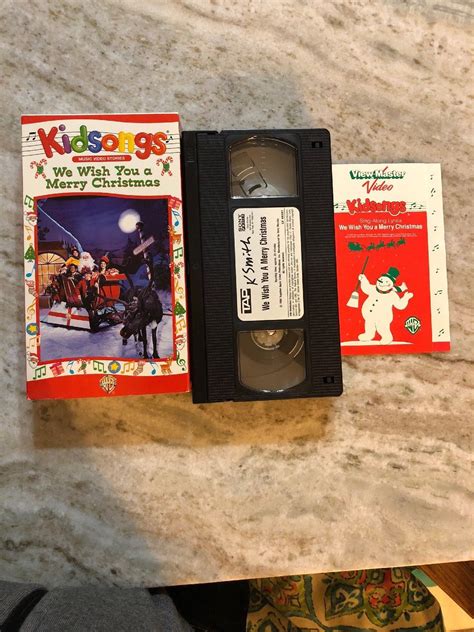 Kidsongs
MUSIC VIDEO STORIES
We Wish You a
Merry Christmas
TAP
K Smith
We Wish You A Merry Christmas
View-Master
Video
Kidsongs
Sing-Along Lyrics
We Wish You a Merry Christmas